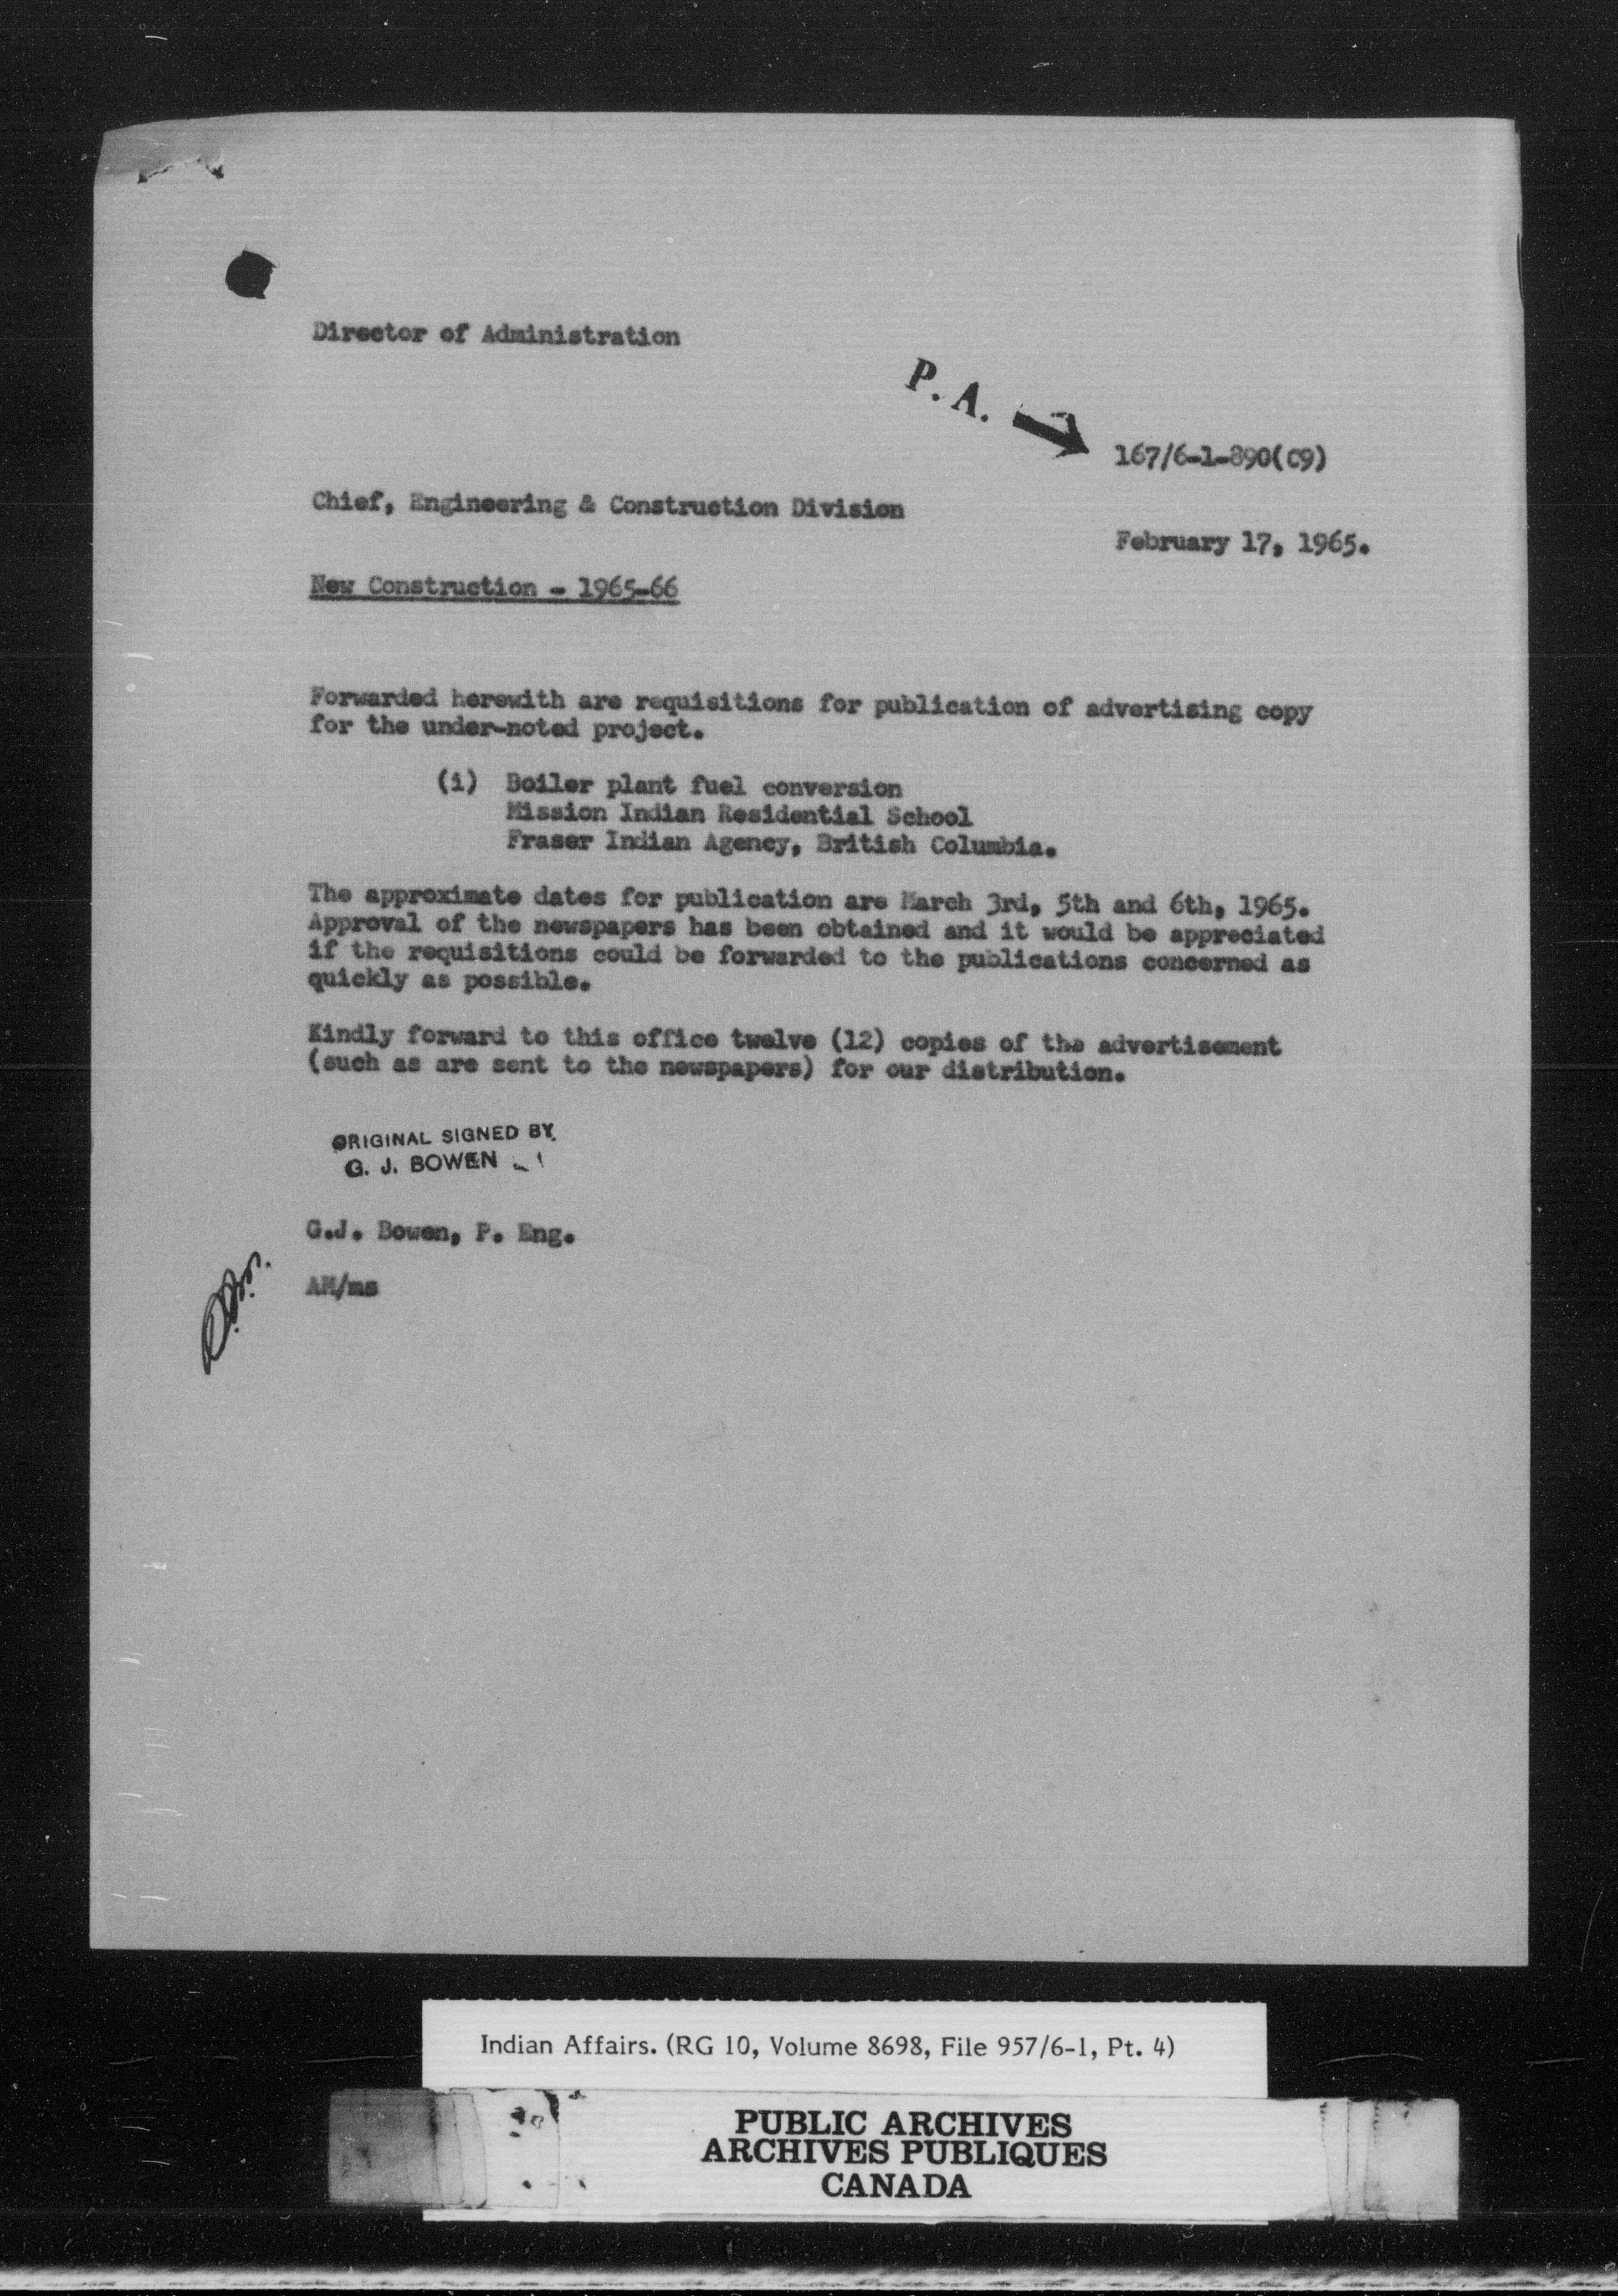 Director of Administration
P. A.
167/6-1-890(C9)
Chief, Engineering & Construction Division
February 17, 1965.
New Construction - 1965-66
Forwarded herewith are requisitions for publication of advertising copy
for the under-noted project.
(i) Boiler plant fuel conversion
Mission Indian Residential School
Fraser Indian Agency, British Columbia.
The approximate dates for publication are March 3rd, 5th and 6th, 1965.
Approval of the newspapers has been obtained and it would be appreciated
if the requisitions could be forwarded to the publications concerned as
quickly as possible.
Kindly forward to this office twelve (12) copies of the advertisement
(such as are sent to the newspapers) for our distribution.
ORIGINAL SIGNED BY
G. J. BOWEN
G.J. Bowen, P. Eng.
AM/ms
Indian Affairs. (RG 10, Volume 8698, File 957/6-1, Pt. 4)
PUBLIC ARCHIVES
ARCHIVES PUBLIQUES
CANADA